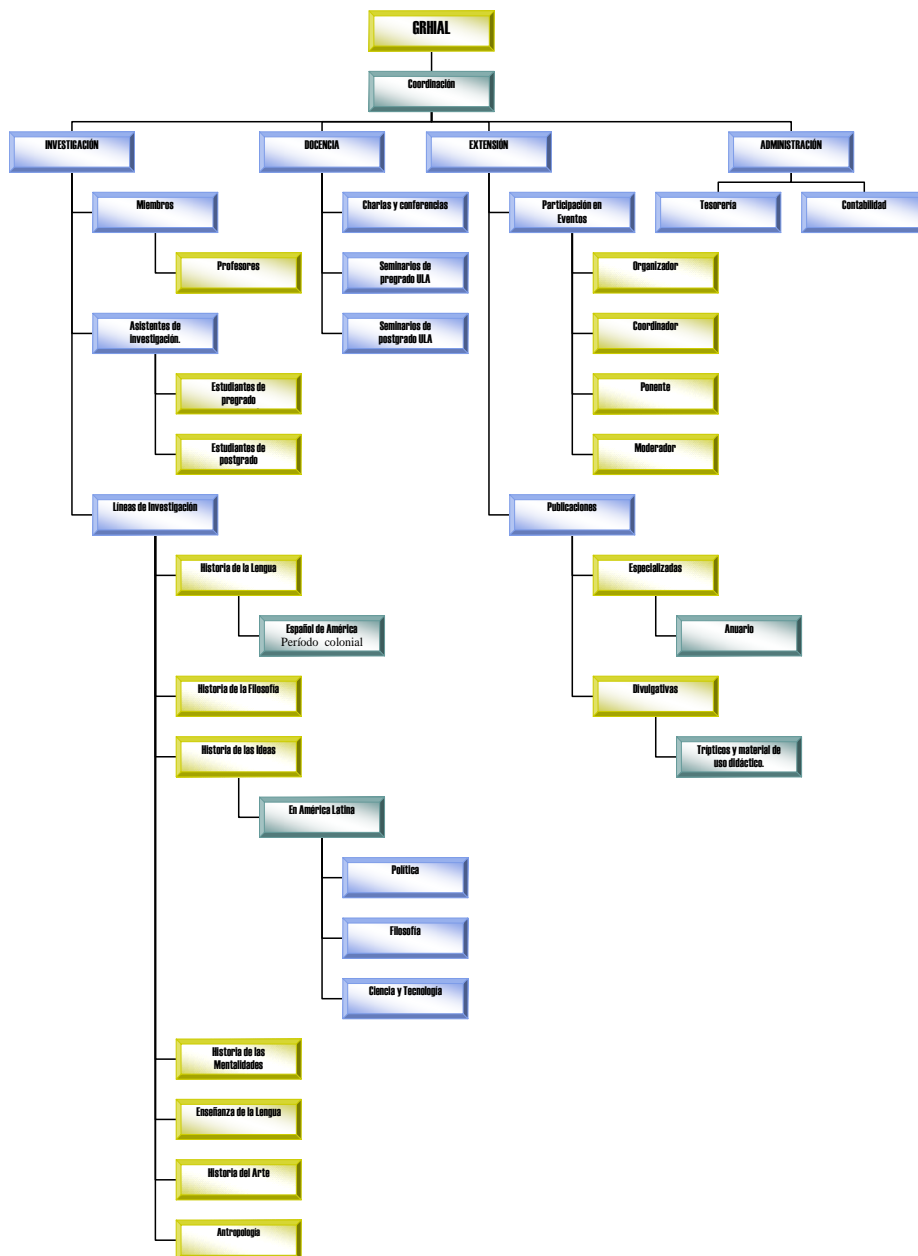 GRHIAL
Coordinación
INVESTIGACIÓN
DOCENCIA
EXTENSIÓN
ADMINISTRACIÓN
Miembros
Charlas y conferencias
Participación en
Eventos
Tesorería
Contabilidad
Profesores
Seminarios de
pregrado ULA
Organizador
Asistentes de
Investigación.
Seminarios de
postgrado ULA
Coordinador
Estudiantes de
pregrado
Ponente
Estudiantes de
postgrado
Moderador
Líneas de Investigación
Publicaciones
Historia de la Lengua
Especializadas
Español de América
Período colonial
Anuario
Historia de la Filosofía
Divulgativas
Historia de las Ideas
Trípticos y material de
uso didáctico.
En América Latina
Política
Filosofía
Ciencia y Tecnología
Historia de las
Mentalidades
Enseñanza de la Lengua
Historia del Arte
Antropología